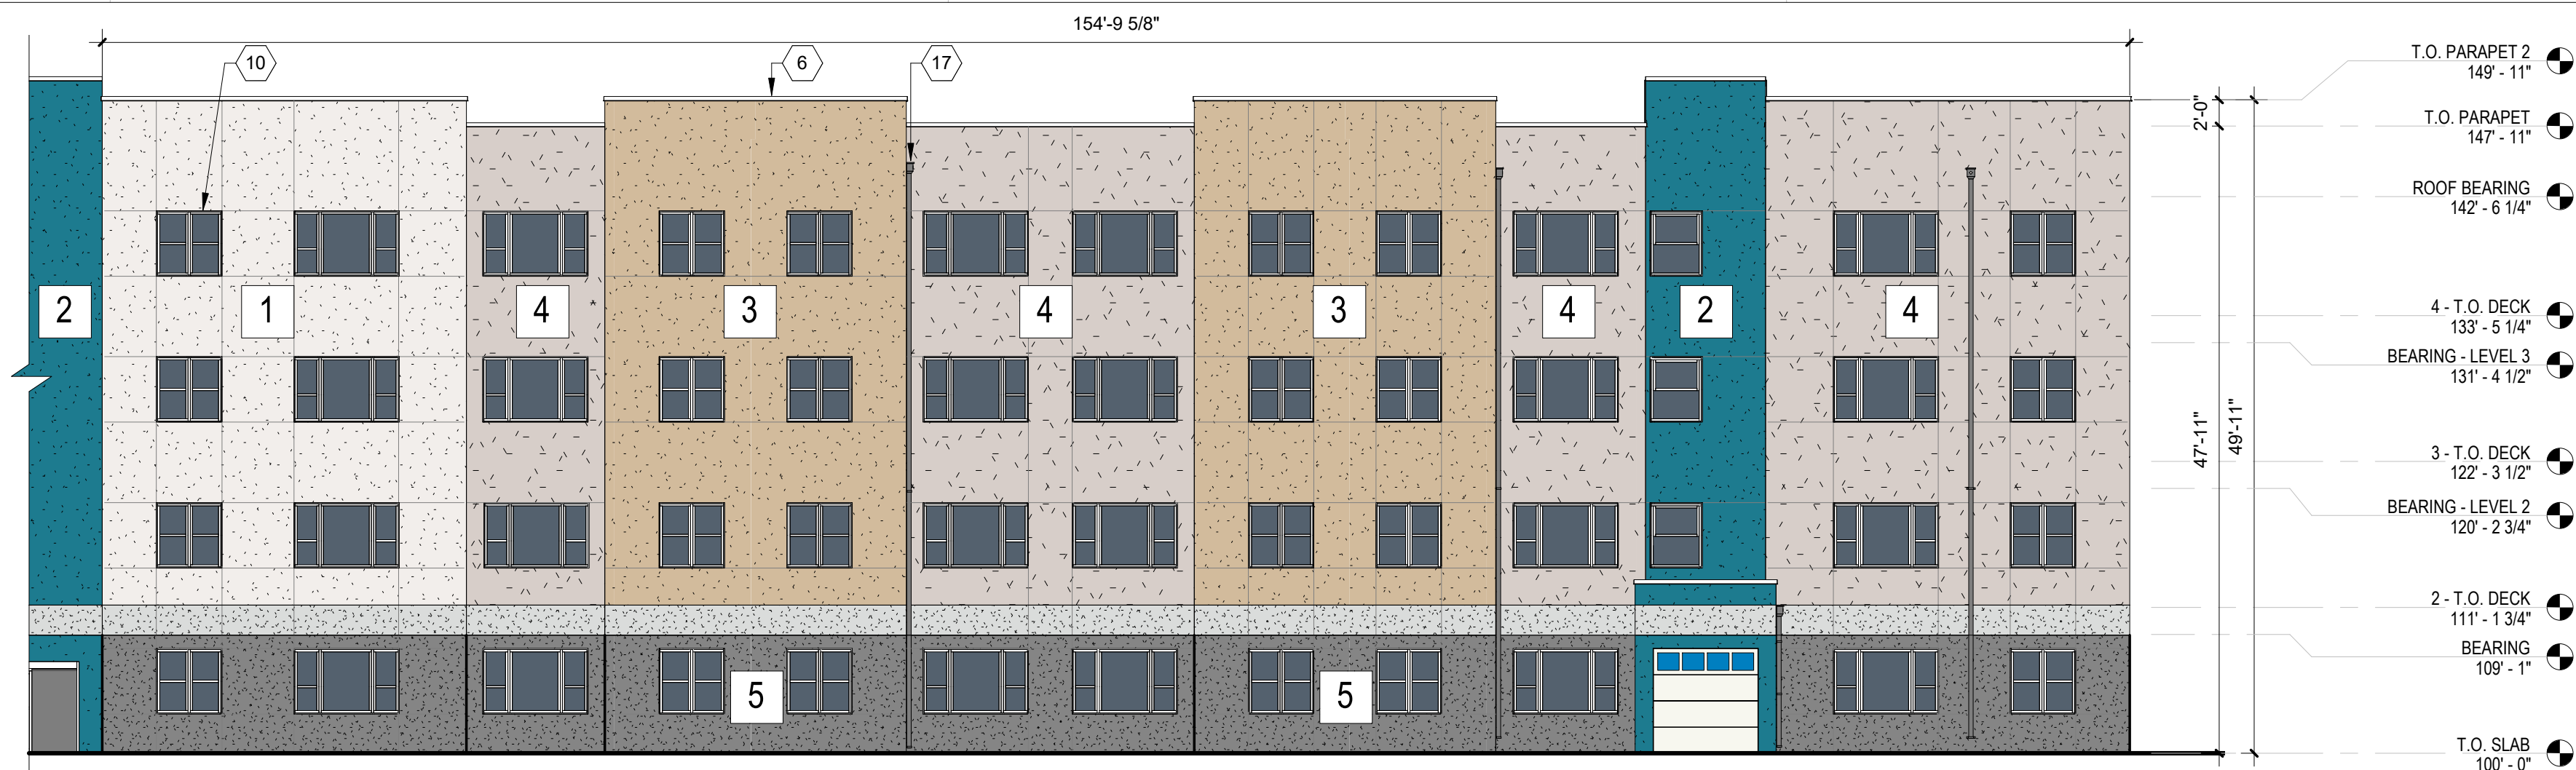 154'-9 5/8"
10
6
17
T.O. PARAPET 2
149' - 11"
2'-0"
T.O. PARAPET
147' - 11"
ROOF BEARING
142' - 6 1/4"
2
1
4
3
4
3
4
2
4
4 - T.O. DECK
133' - 5 1/4"
BEARING - LEVEL 3
131' - 4 1/2"
47'-11"
49'-11"
3 - T.O. DECK
122' - 3 1/2"
BEARING - LEVEL 2
120' - 2 3/4"
2 - T.O. DECK
111' - 1 3/4"
BEARING
109' - 1"
5
5
T.O. SLAB
100' - 0"